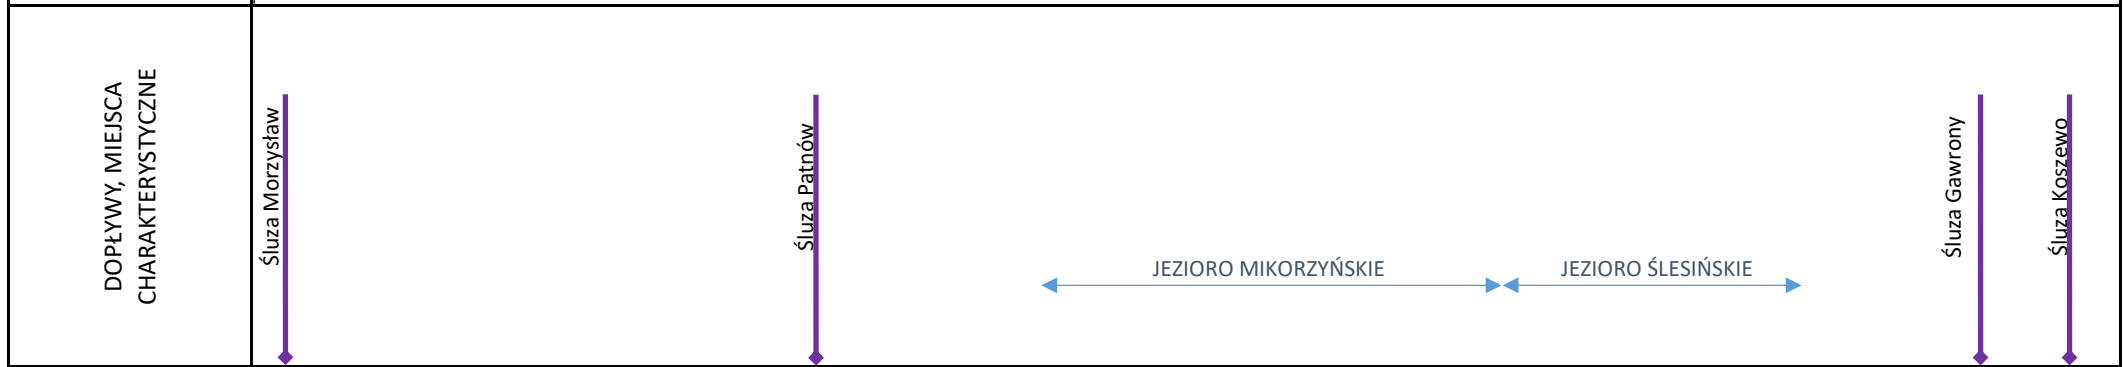 DOPŁYWY, MIEJSCA
CHARAKTERYSTYCZNE
Śluza Morzysław
Śluza Patnów
JEZIORO MIKORZYŃSKIE
JEZIORO ŚLESIŃSKIE
Śluza Gawrony
Śluza Koszewo